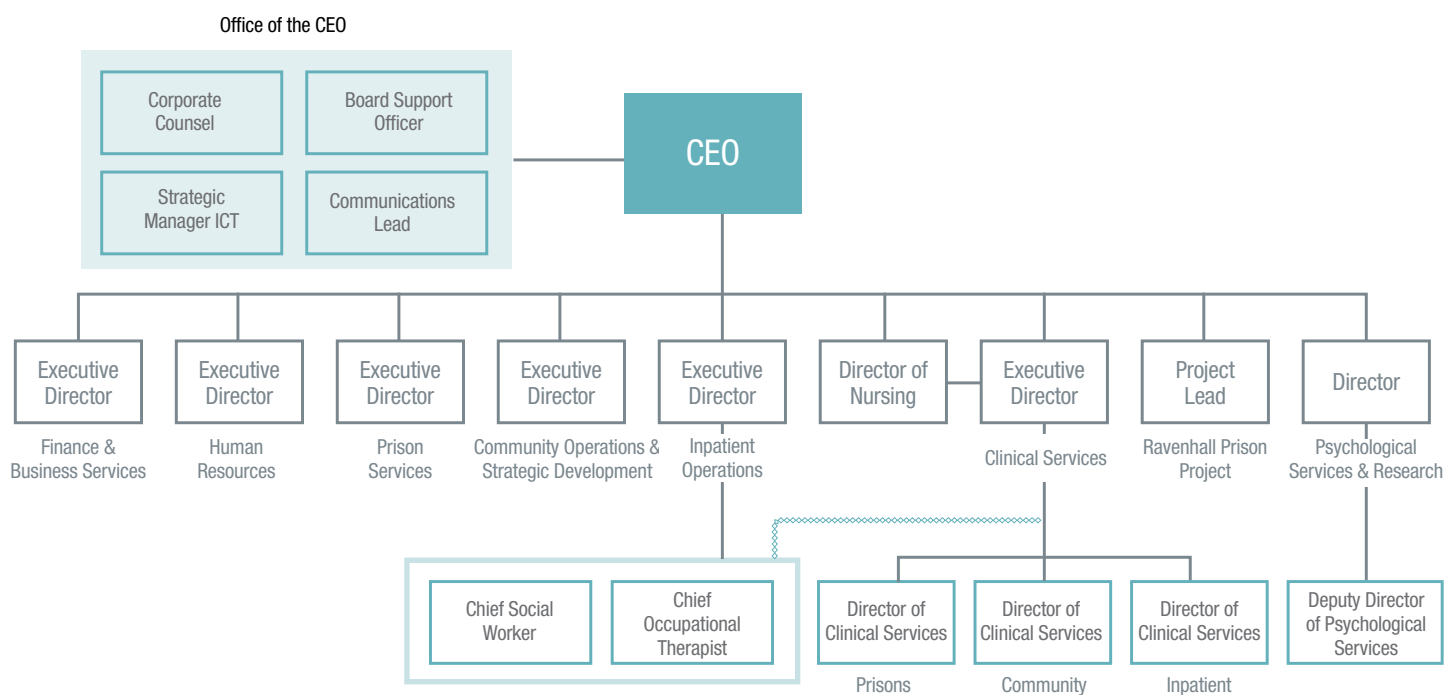 Office of the CEO
Corporate
Counsel
Board Support
Officer
Strategic
Manager ICT
Communications
Lead
CEO
Executive
Director
Finance &
Business Services
Executive
Director
Human
Resources
Executive
Director
Prison
Services
Executive
Director
Community Operations &
Strategic Development
Executive
Director
Inpatient
Operations
Director of
Nursing
Executive
Director
Clinical Services
Project
Lead
Ravenhall Prison
Project
Director
Psychological
Services & Research
Chief Social
Worker
Chief
Occupational
Therapist
Director of
Clinical Services
Prisons
Director of
Clinical Services
Community
Director of
Clinical Services
Inpatient
Deputy Director
of Psychological
Services